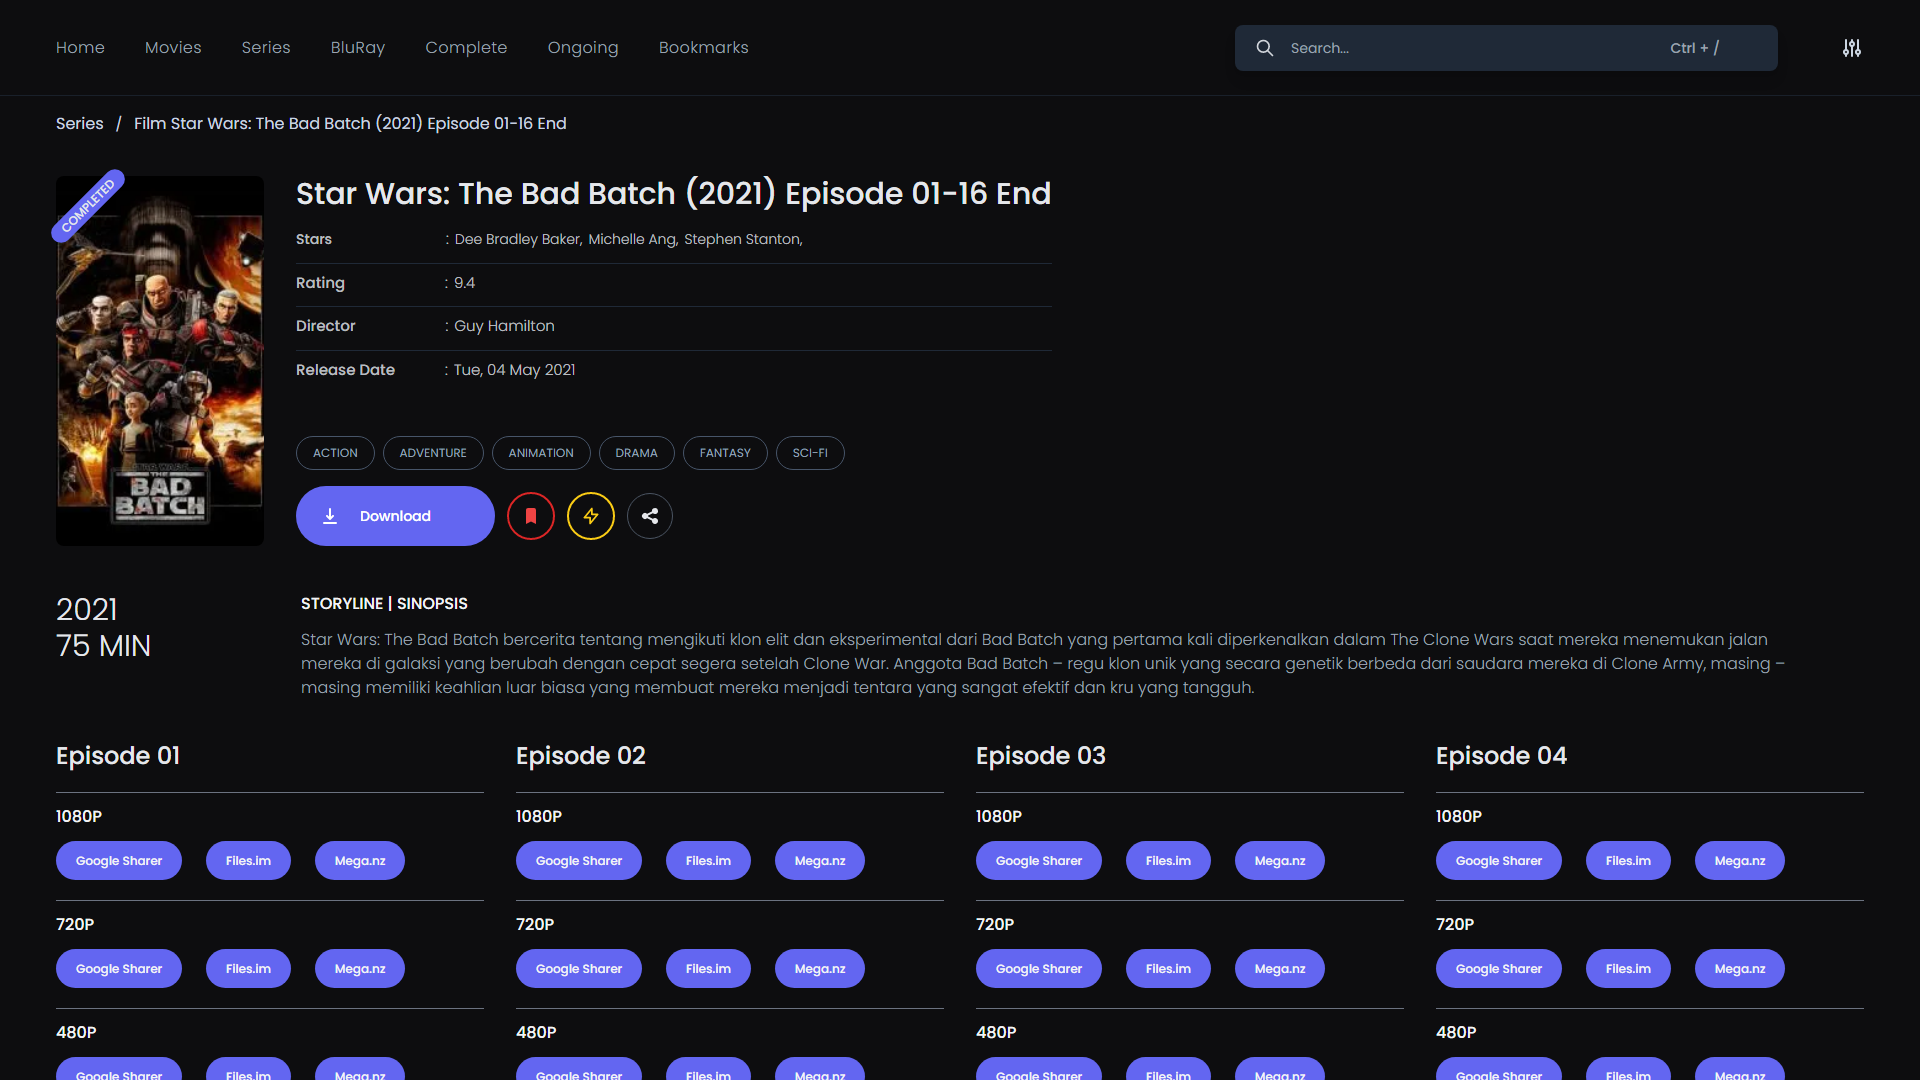 Home Movies Series BluRay Complete Ongoing Bookmarks
Search... Ctrl + /
Series / Film Star Wars: The Bad Batch (2021) Episode 01-16 End
COMPLETED
STAR WARS
THE
BAD
BATCH
Star Wars: The Bad Batch (2021) Episode 01-16 End
Stars : Dee Bradley Baker, Michelle Ang, Stephen Stanton,
Rating : 9.4
Director : Guy Hamilton
Release Date : Tue, 04 May 2021
ACTION ADVENTURE ANIMATION DRAMA FANTASY SCI-FI
Download
2021
75 MIN
STORYLINE | SINOPSIS
Star Wars: The Bad Batch bercerita tentang mengikuti klon elit dan eksperimental dari Bad Batch yang pertama kali diperkenalkan dalam The Clone Wars saat mereka menemukan jalan
mereka di galaksi yang berubah dengan cepat segera setelah Clone War. Anggota Bad Batch – regu klon unik yang secara genetik berbeda dari saudara mereka di Clone Army, masing –
masing memiliki keahlian luar biasa yang membuat mereka menjadi tentara yang sangat efektif dan kru yang tangguh.
Episode 01 Episode 02 Episode 03 Episode 04
1080P 1080P 1080P 1080P
Google Sharer Files.im Mega.nz Google Sharer Files.im Mega.nz Google Sharer Files.im Mega.nz Google Sharer Files.im Mega.nz
720P 720P 720P 720P
Google Sharer Files.im Mega.nz Google Sharer Files.im Mega.nz Google Sharer Files.im Mega.nz Google Sharer Files.im Mega.nz
480P 480P 480P 480P
Google Sharer Files.im Mega.nz Google Sharer Files.im Mega.nz Google Sharer Files.im Mega.nz Google Sharer Files.im Mega.nz